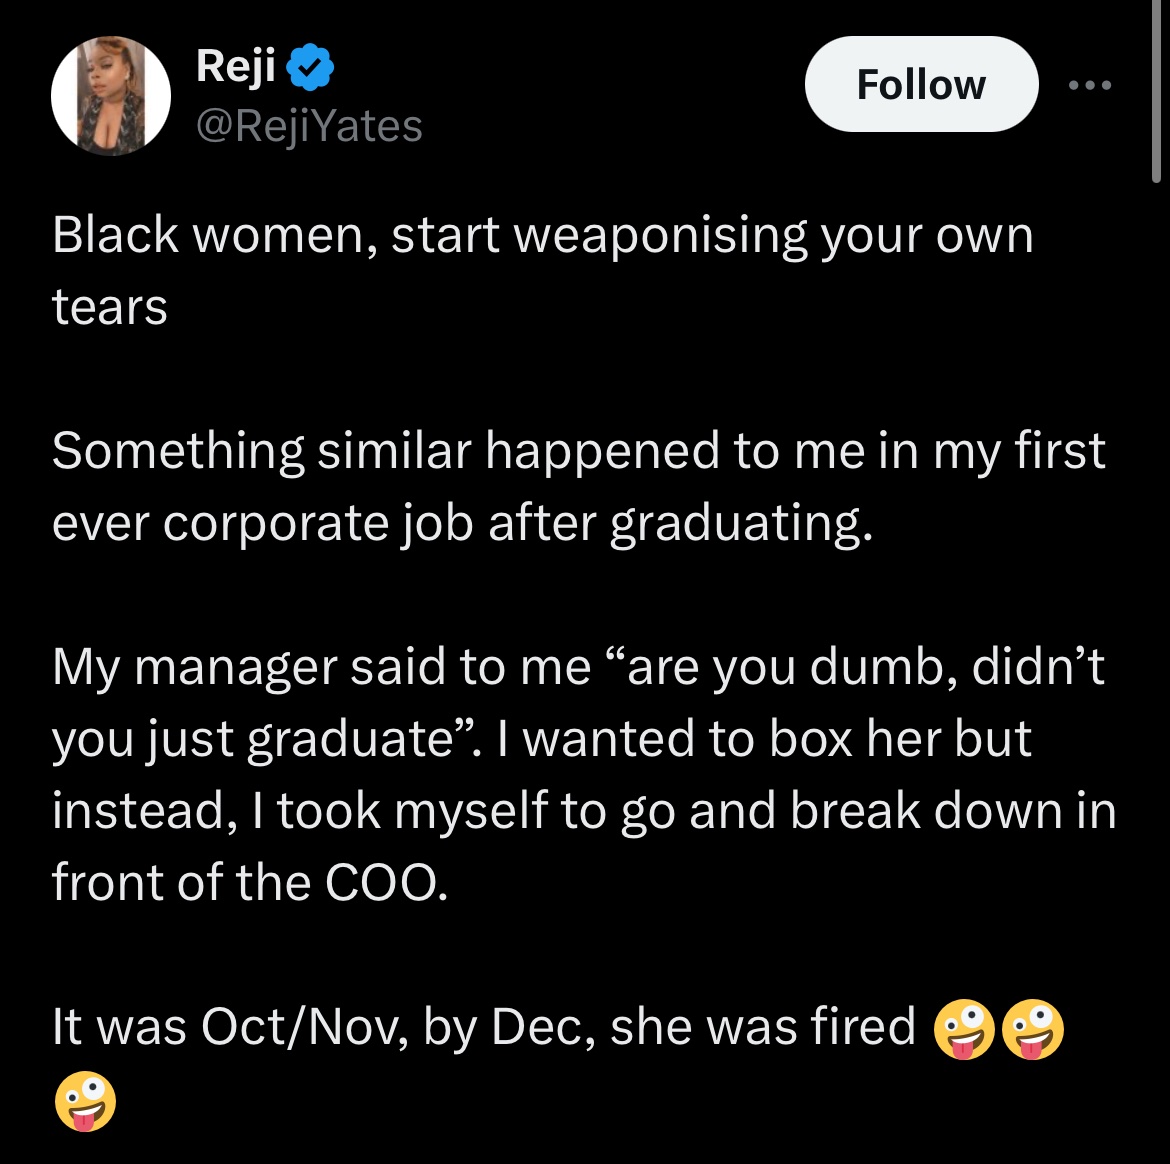 Reji
@RejiYates
Follow
Black women, start weaponising your own
tears
Something similar happened to me in my first
ever corporate job after graduating.
My manager said to me “are you dumb, didn’t
you just graduate”. I wanted to box her but
instead, I took myself to go and break down in
front of the COO.
It was Oct/Nov, by Dec, she was fired 🤪🤪
🤪